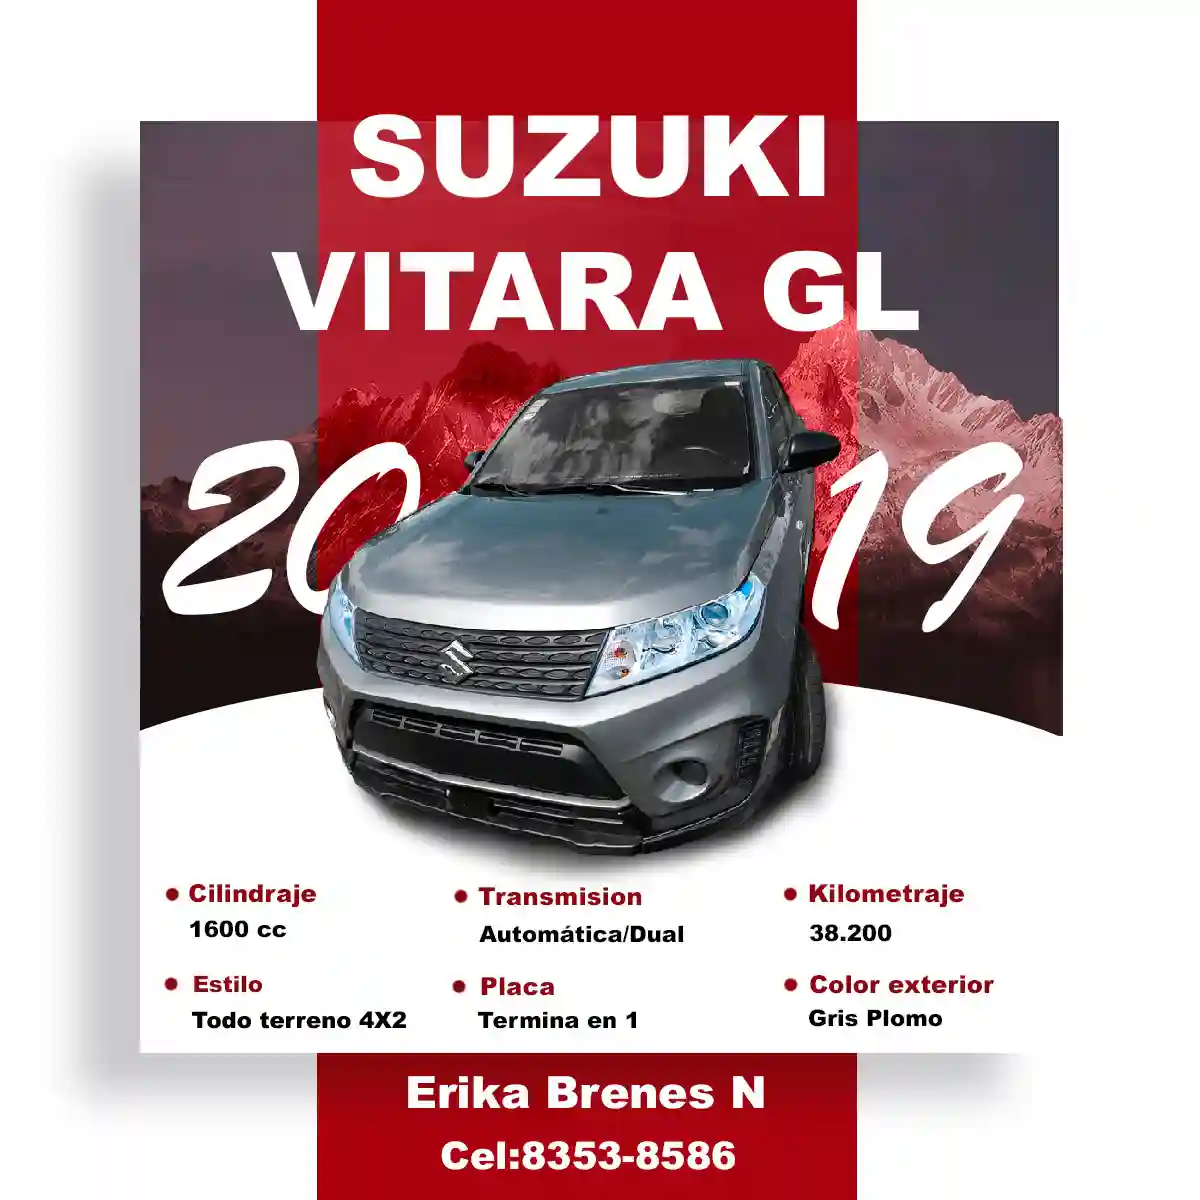 SUZUKI
VITARA GL
2019
Cilindraje
1600 cc
Transmision
Automática/Dual
Kilometraje
38.200
Estilo
Todo terreno 4X2
Placa
Termina en 1
Color exterior
Gris Plomo
Erika Brenes N
Cel:8353-8586